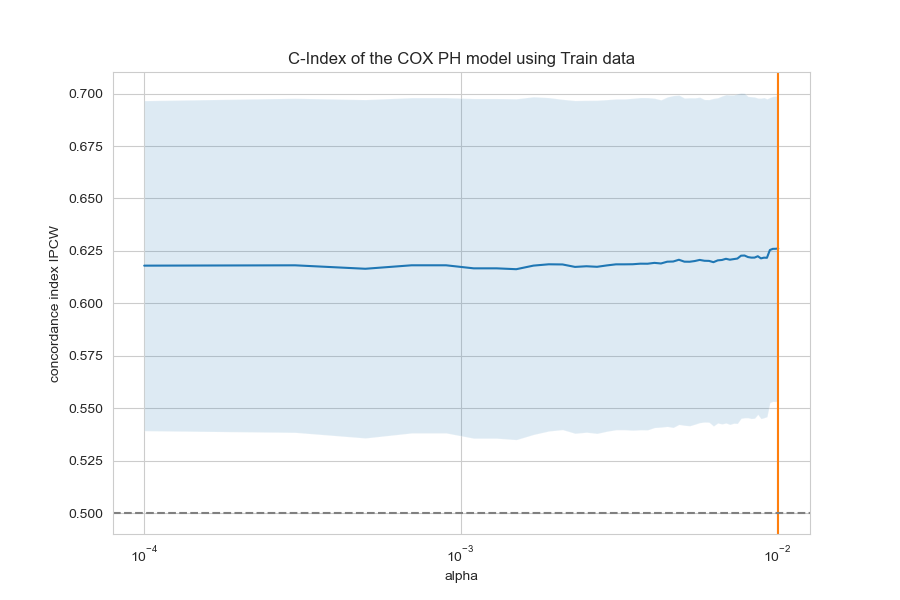 C-Index of the COX PH model using Train data
concordance index IPCW
0.700
0.675
0.650
0.625
0.600
0.575
0.550
0.525
0.500
10⁻⁴ 10⁻³ 10⁻²
alpha